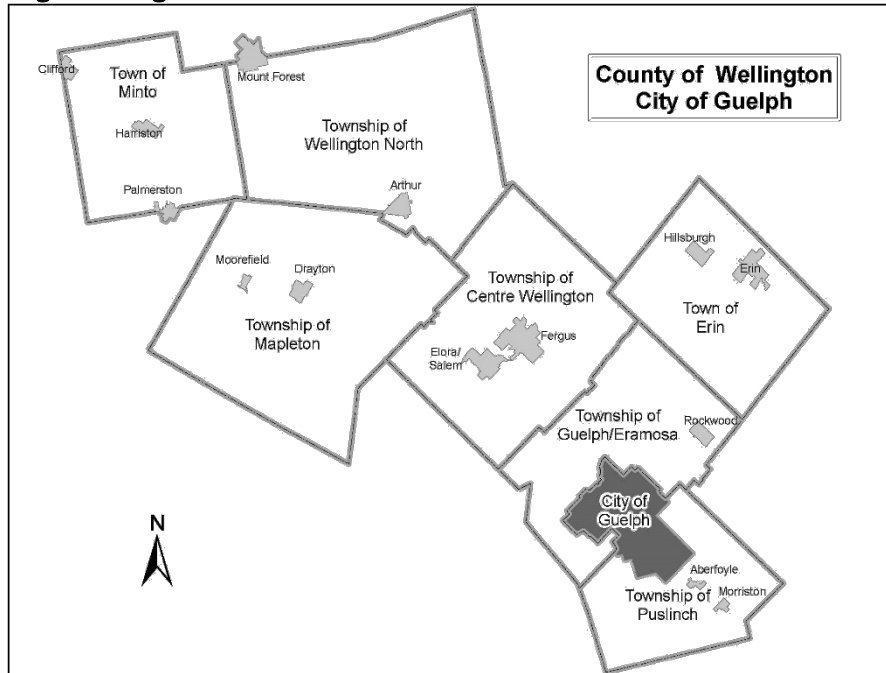 County of Wellington
City of Guelph
Clifford
Town of
Minto
Mount Forest
Harriston
Township of
Wellington North
Palmerston
Arthur
Moorefield
Drayton
Township of
Mapleton
Township of
Centre Wellington
Fergus
Elora/
Salem
Hillsburgh
Erin
Town of
Erin
Township of
Guelph/Eramosa
Rockwood
City of
Guelph
Aberfoyle
Morriston
Township of
Puslinch
N